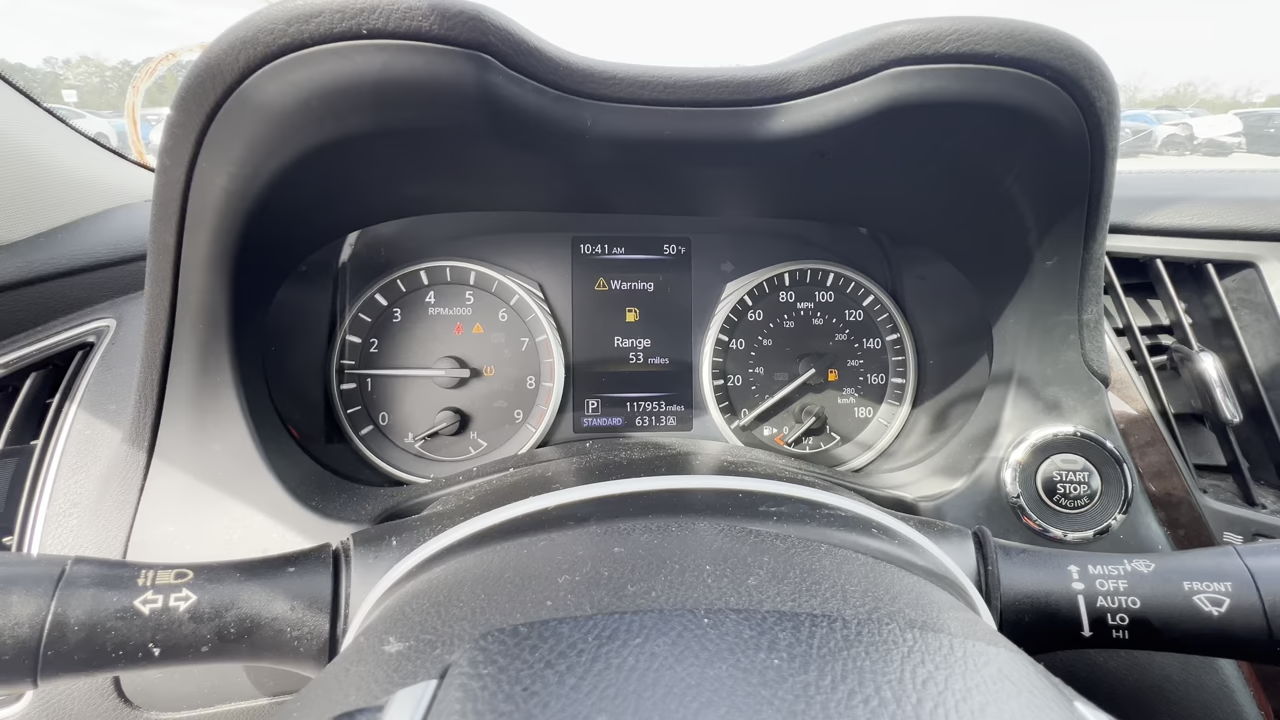 10:41 AM 50 °F
Warning
Range
53 miles
P 117953 miles
STANDARD 631.3 A
0 1 2 3 4 5 6 7 8 9
RPMx1000
H
0 20 40 60 80 100 120 140 160 180
MPH
40 80 120 160 200 240 280
km/h
0 1/2 1
START
STOP
ENGINE
MIST
OFF
AUTO
LO
HI
FRONT